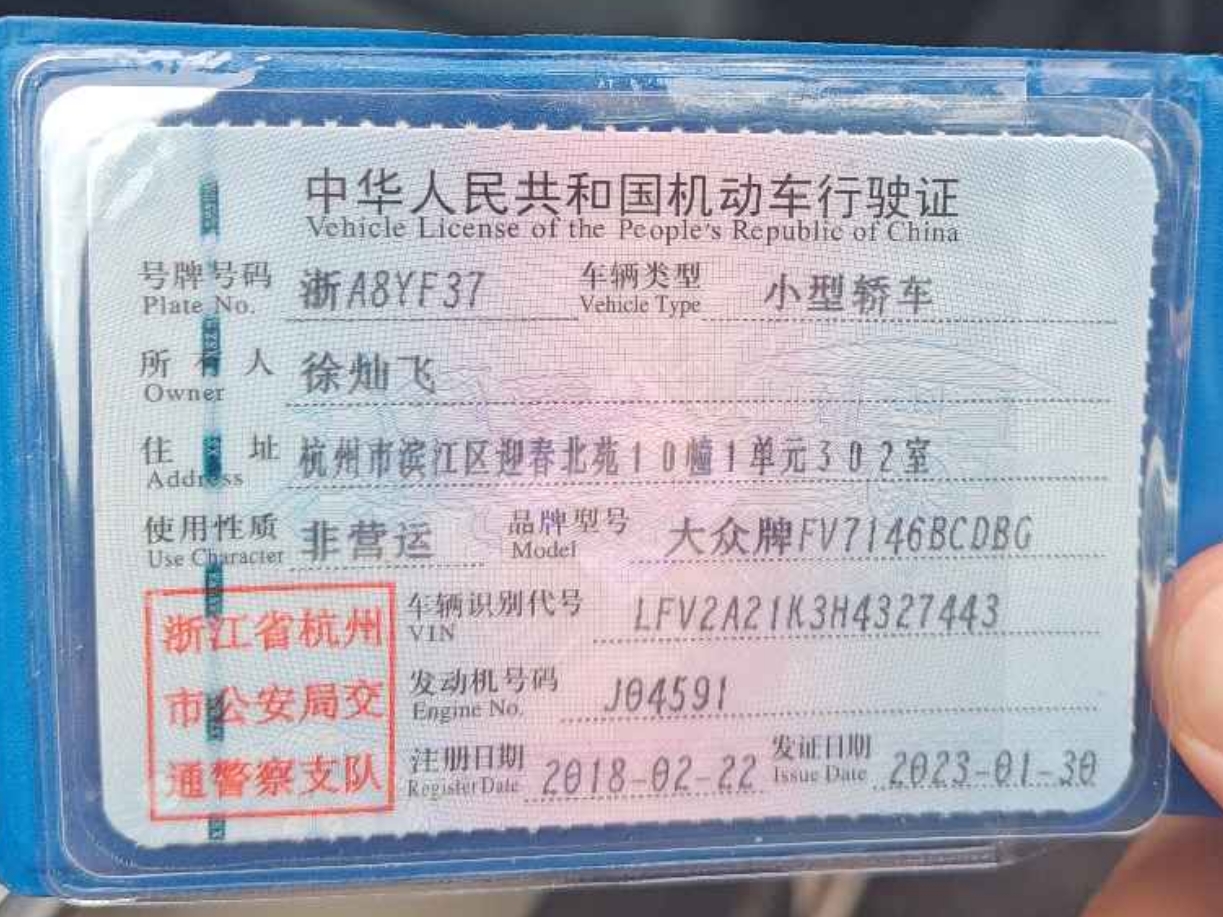 中华人民共和国机动车行驶证
Vehicle License of the People's Republic of China
号牌号码 浙A8YF37 车辆类型 小型轿车
Plate No. Vehicle Type
所有人 徐灿飞
Owner
住址 杭州市滨江区迎春北苑10幢1单元302室
Address
使用性质 非营运 品牌型号 大众牌FV7146BCDBG
Use Character Model
浙江省杭州
市公安局交
通警察支队
车辆识别代号 LFV2A21K3H4327443
VIN
发动机号码 J04591
Engine No.
注册日期 2018-02-22 发证日期 2023-01-30
Register Date Issue Date